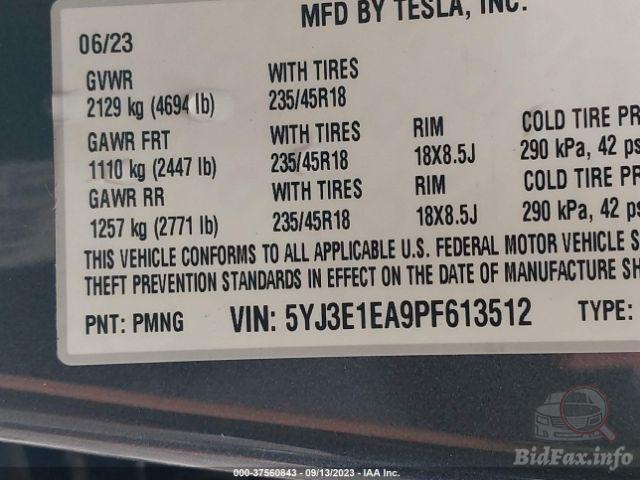 MFD BY TESLA, INC.
06/23
GVWR WITH TIRES
2129 kg (4694 lb) 235/45R18
GAWR FRT WITH TIRES RIM COLD TIRE PR
1110 kg (2447 lb) 235/45R18 18X8.5J 290 kPa, 42 ps
GAWR RR WITH TIRES RIM COLD TIRE PR
1257 kg (2771 lb) 235/45R18 18X8.5J 290 kPa, 42 ps
THIS VEHICLE CONFORMS TO ALL APPLICABLE U.S. FEDERAL MOTOR VEHICLE S
THEFT PREVENTION STANDARDS IN EFFECT ON THE DATE OF MANUFACTURE SH
PNT: PMNG VIN: 5YJ3E1EA9PF613512 TYPE:
BidFax.info
000-37560843 - 09/13/2023 - IAA Inc.